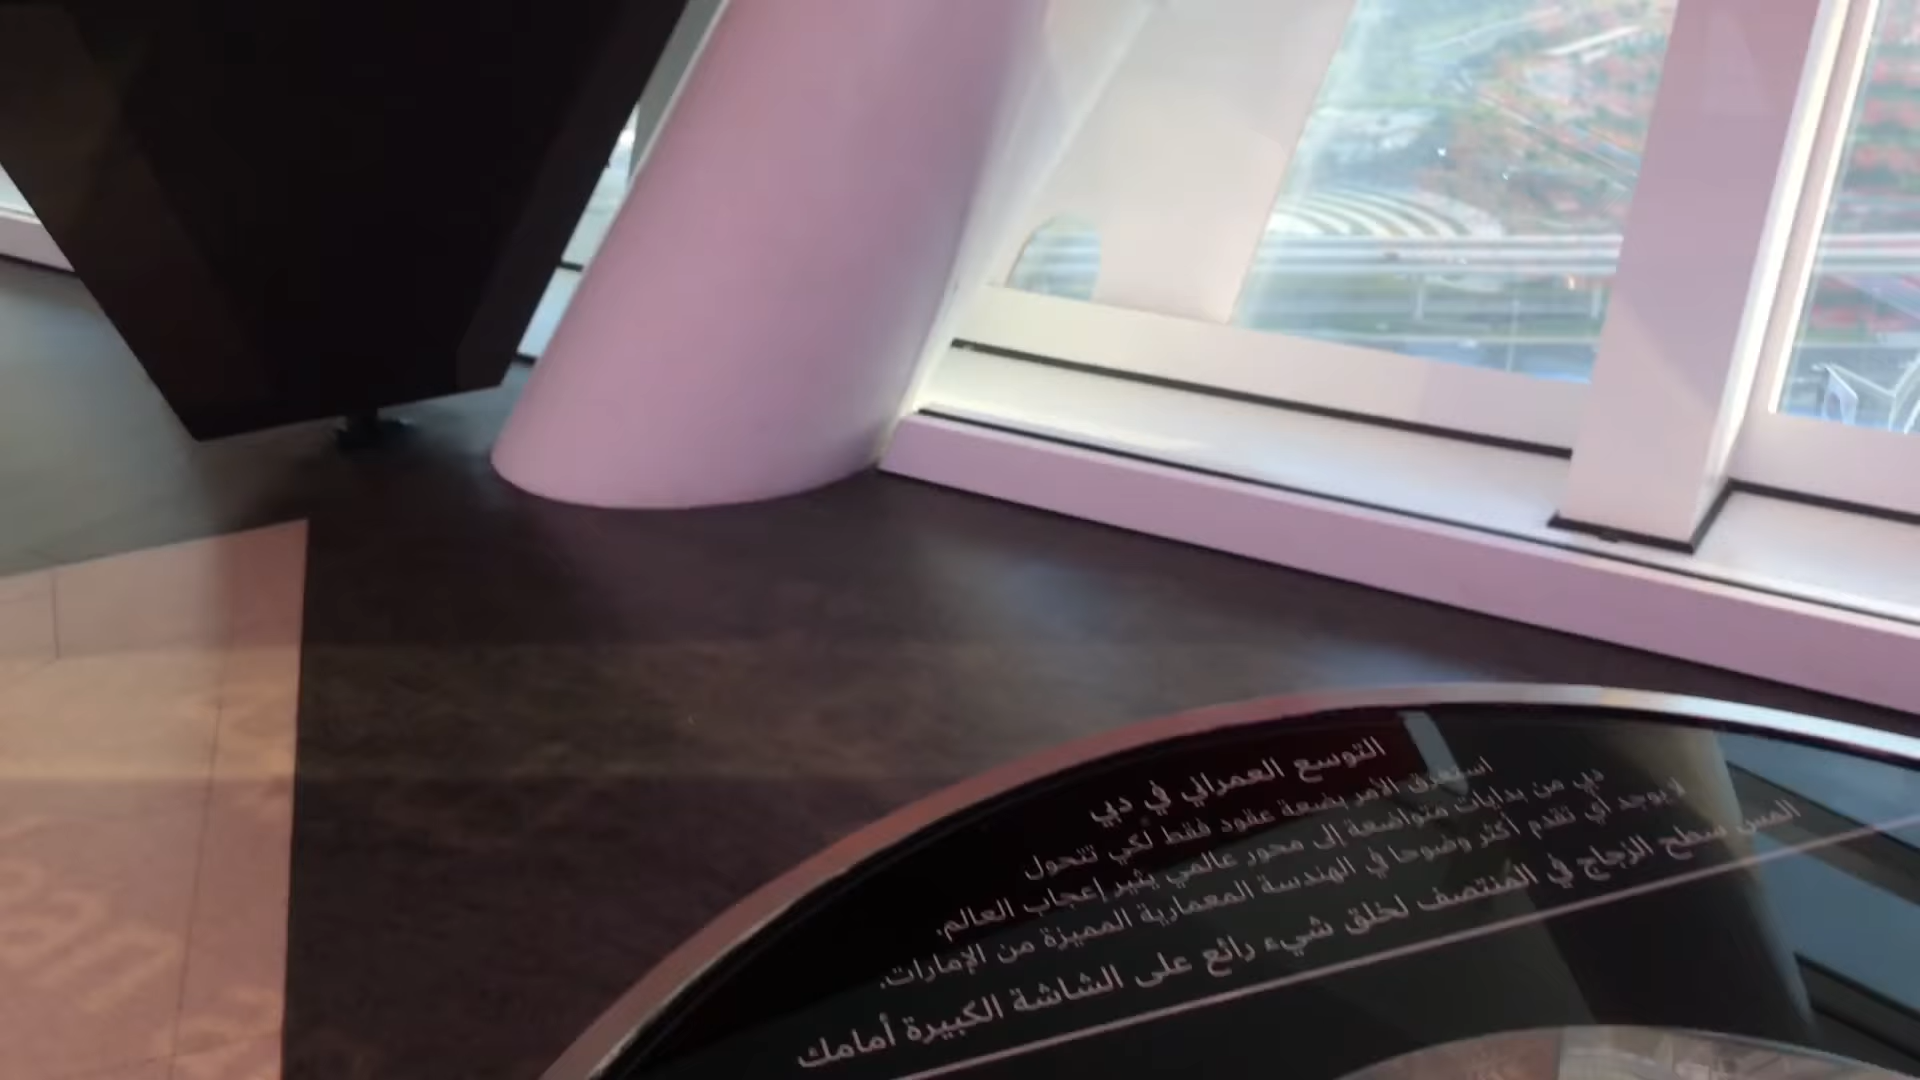 التوسع العمراني في دبي
استغرق الأمر بضعة عقود فقط لكي تتحول
دبي من بدايات متواضعة إلى محور عالمي يثير إعجاب العالم.
لا يوجد أي تقدم أكثر وضوحا في الهندسة المعمارية المميزة من الإمارات.
المس سطح الزجاج في المنتصف لخلق شيء رائع على الشاشة الكبيرة أمامك